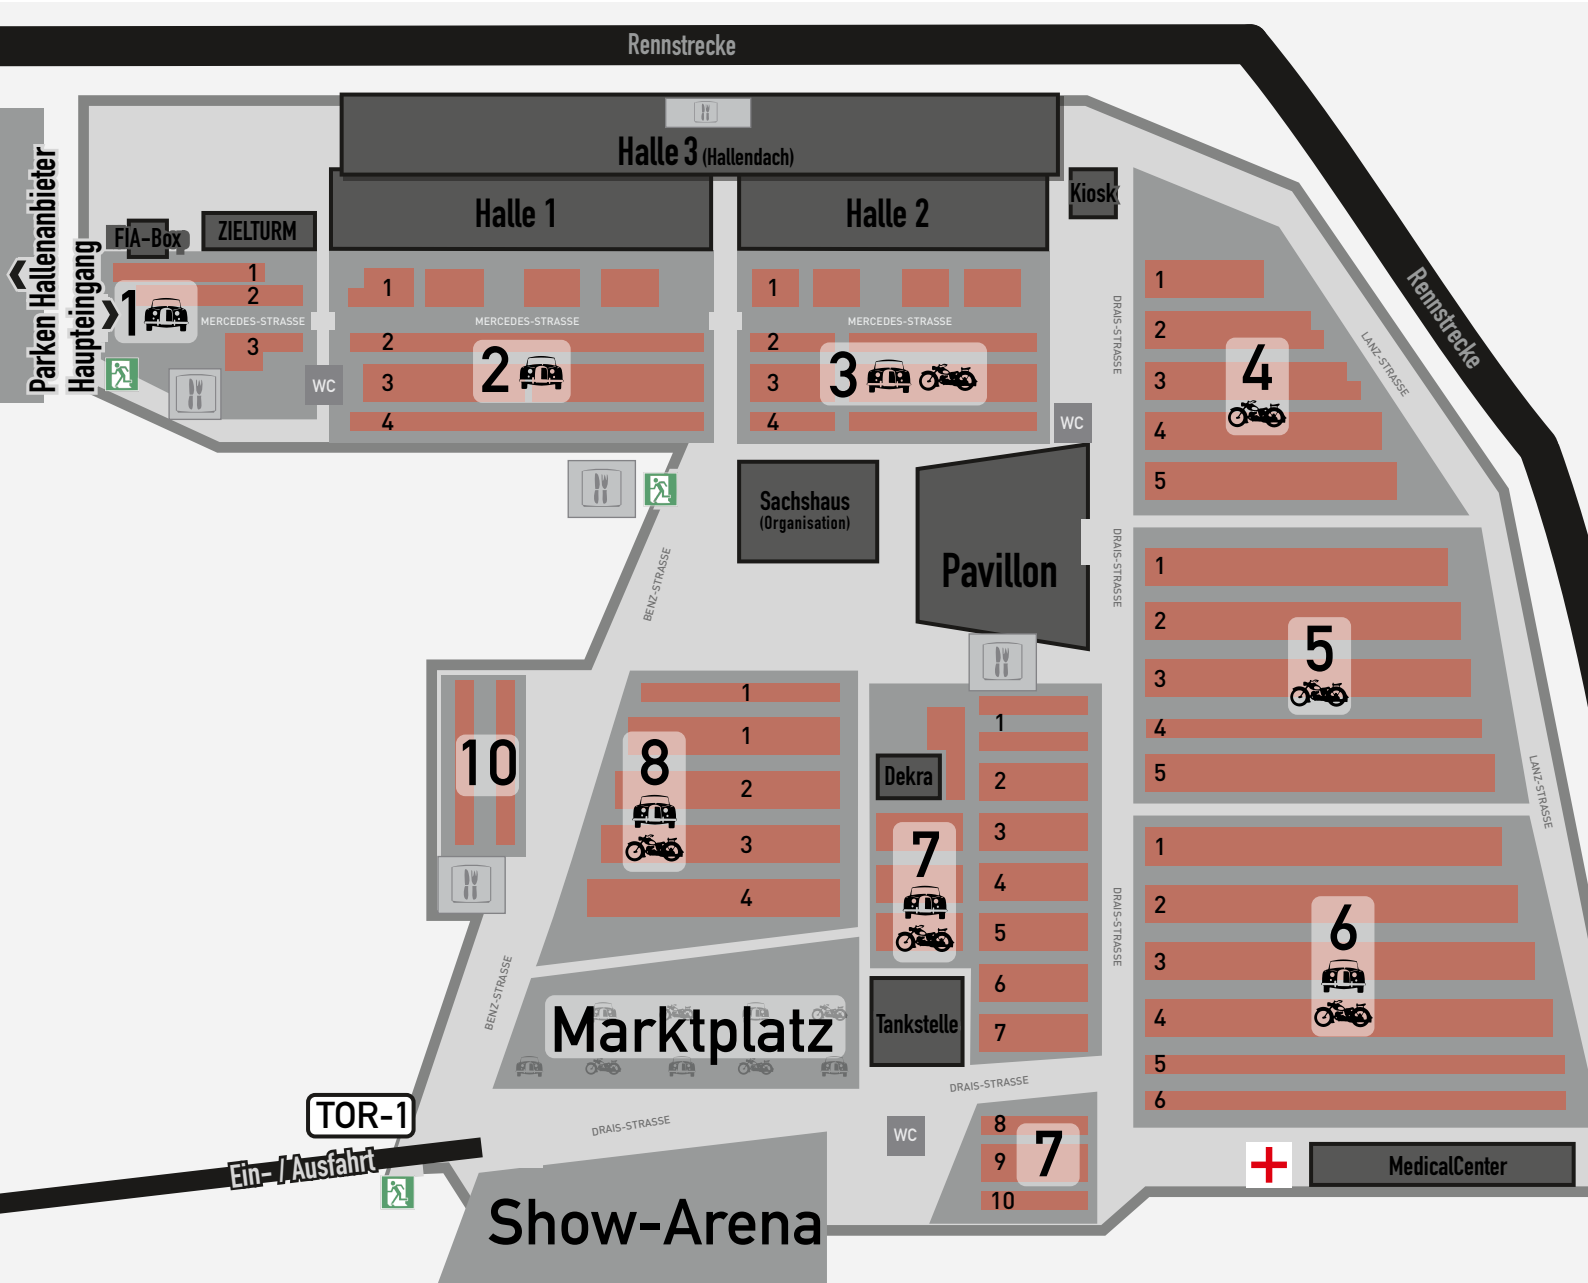 Rennstrecke
Halle 3 (Hallendach)
Halle 1
Halle 2
Kiosk
FIA-Box
ZIELTURM
Parken Hallenanbieter
Haupteingang
1
2
3
1
MERCEDES-STRASSE
WC
1
MERCEDES-STRASSE
2
3
4
2
1
MERCEDES-STRASSE
2
3
4
3
WC
DRAIS-STRASSE
1
2
3
4
5
4
LANZ-STRASSE
Rennstrecke
Sachshaus
(Organisation)
Pavillon
BENZ-STRASSE
DRAIS-STRASSE
1
2
3
4
5
5
LANZ-STRASSE
10
1
1
2
3
4
8
Dekra
1
2
3
4
5
6
7
7
DRAIS-STRASSE
1
2
3
4
5
6
6
BENZ-STRASSE
Marktplatz
Tankstelle
DRAIS-STRASSE
TOR-1
Ein- / Ausfahrt
DRAIS-STRASSE
WC
8
9
10
7
MedicalCenter
Show-Arena